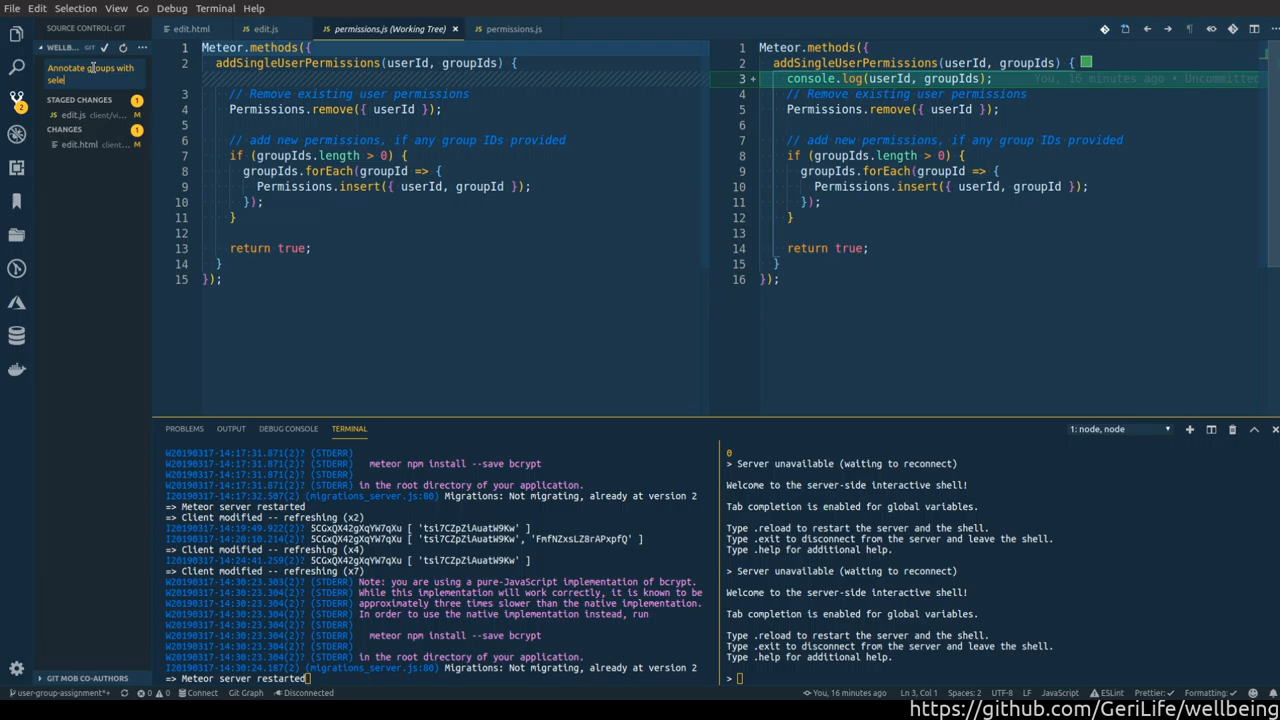 File Edit Selection View Go Debug Terminal Help
SOURCE CONTROL: GIT
edit.html
edit.js
permissions.js (Working Tree)
permissions.js
WELLB... GIT
Annotate groups with
sele
STAGED CHANGES 1
edit.js client/vi... M
CHANGES 1
edit.html client... M
2
1 Meteor.methods({
2 addSingleUserPermissions(userId, groupIds) {
3 // Remove existing user permissions
4 Permissions.remove({ userId });
5
6 // add new permissions, if any group IDs provided
7 if (groupIds.length > 0) {
8 groupIds.forEach(groupId => {
9 Permissions.insert({ userId, groupId });
10 });
11 }
12
13 return true;
14 }
15 });
1 Meteor.methods({
2 addSingleUserPermissions(userId, groupIds) {
3 + console.log(userId, groupIds); You, 16 minutes ago • Uncommitted
4 // Remove existing user permissions
5 Permissions.remove({ userId });
6
7 // add new permissions, if any group IDs provided
8 if (groupIds.length > 0) {
9 groupIds.forEach(groupId => {
10 Permissions.insert({ userId, groupId });
11 });
12 }
13
14 return true;
15 }
16 });
PROBLEMS OUTPUT DEBUG CONSOLE TERMINAL 1: node, node
W20190317-14:17:31.871(2)? (STDERR)
W20190317-14:17:31.871(2)? (STDERR) meteor npm install --save bcrypt
W20190317-14:17:31.871(2)? (STDERR)
W20190317-14:17:31.871(2)? (STDERR) in the root directory of your application.
I20190317-14:17:32.507(2) (migrations_server.js:80) Migrations: Not migrating, already at version 2
=> Meteor server restarted
=> Client modified -- refreshing (x2)
I20190317-14:19:49.922(2)? 5CGxQX42gXqYW7qXu [ 'tsi7CZpZiAuatW9Kw' ]
I20190317-14:20:10.214(2)? 5CGxQX42gXqYW7qXu [ 'tsi7CZpZiAuatW9Kw', 'FmfNZxsLZ8rAPxpfQ' ]
=> Client modified -- refreshing (x4)
I20190317-14:24:41.259(2)? 5CGxQX42gXqYW7qXu [ 'tsi7CZpZiAuatW9Kw' ]
=> Client modified -- refreshing (x7)
W20190317-14:30:23.303(2)? (STDERR) Note: you are using a pure-JavaScript implementation of bcrypt.
W20190317-14:30:23.304(2)? (STDERR) While this implementation will work correctly, it is known to be
W20190317-14:30:23.304(2)? (STDERR) approximately three times slower than the native implementation.
W20190317-14:30:23.304(2)? (STDERR) In order to use the native implementation instead, run
W20190317-14:30:23.304(2)? (STDERR)
W20190317-14:30:23.304(2)? (STDERR) meteor npm install --save bcrypt
W20190317-14:30:23.304(2)? (STDERR)
W20190317-14:30:23.304(2)? (STDERR) in the root directory of your application.
I20190317-14:30:24.187(2) (migrations_server.js:80) Migrations: Not migrating, already at version 2
=> Meteor server restarted
0
> Server unavailable (waiting to reconnect)
Welcome to the server-side interactive shell!
Tab completion is enabled for global variables.
Type .reload to restart the server and the shell.
Type .exit to disconnect from the server and leave the shell.
Type .help for additional help.
> Server unavailable (waiting to reconnect)
Welcome to the server-side interactive shell!
Tab completion is enabled for global variables.
Type .reload to restart the server and the shell.
Type .exit to disconnect from the server and leave the shell.
Type .help for additional help.
>
GIT MOB CO-AUTHORS
user-group-assignment*+ 0 0 Connect Git Graph Disconnected You, 16 minutes ago Ln 3, Col 1 Spaces: 2 UTF-8 LF JavaScript ESLint Prettier: ✓ Formatting: ✓
https://github.com/GeriLife/wellbeing